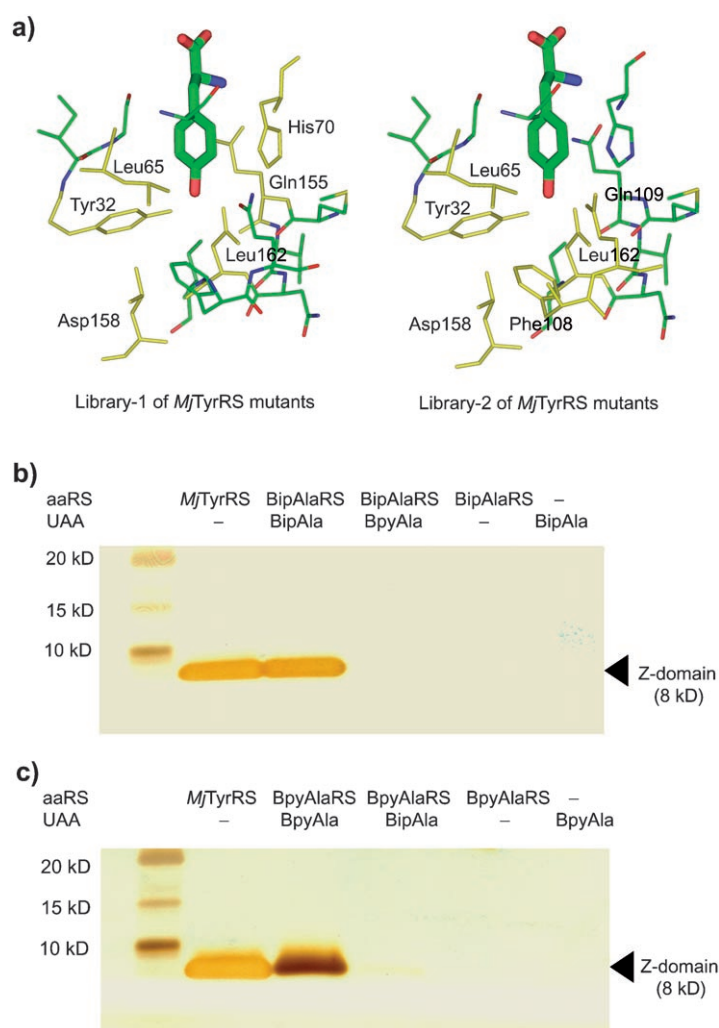 a)
His70
Leu65
Gln155
Tyr32
Leu162
Asp158
Library-1 of MjTyrRS mutants
Leu65
Gln109
Tyr32
Leu162
Asp158
Phe108
Library-2 of MjTyrRS mutants
b)
aaRS MjTyrRS BipAlaRS BipAlaRS BipAlaRS –
UAA – BipAla BpyAla – BipAla
20 kD
15 kD
10 kD
Z-domain
(8 kD)
c)
aaRS MjTyrRS BpyAlaRS BpyAlaRS BpyAlaRS –
UAA – BpyAla BipAla – BpyAla
20 kD
15 kD
10 kD
Z-domain
(8 kD)